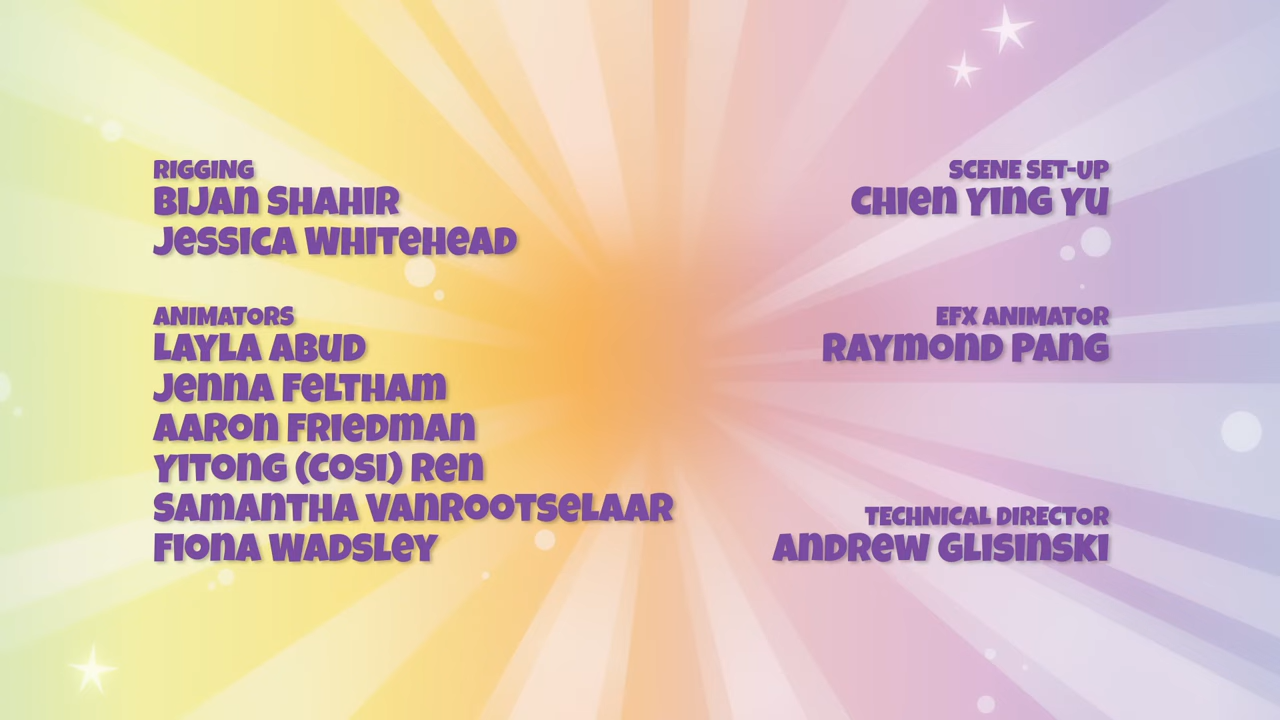 RIGGING
BIJAN SHAHIR
JESSICA WHITEHEAD
ANIMATORS
LAYLA ABUD
JENNA FELTHAM
AARON FRIEDMAN
YITONG (COSI) REN
SAMANTHA VANROOTSELAAR
FIONA WADSLEY
SCENE SET-UP
CHIEN YING YU
EFX ANIMATOR
RAYMOND PANG
TECHNICAL DIRECTOR
ANDREW GLISINSKI